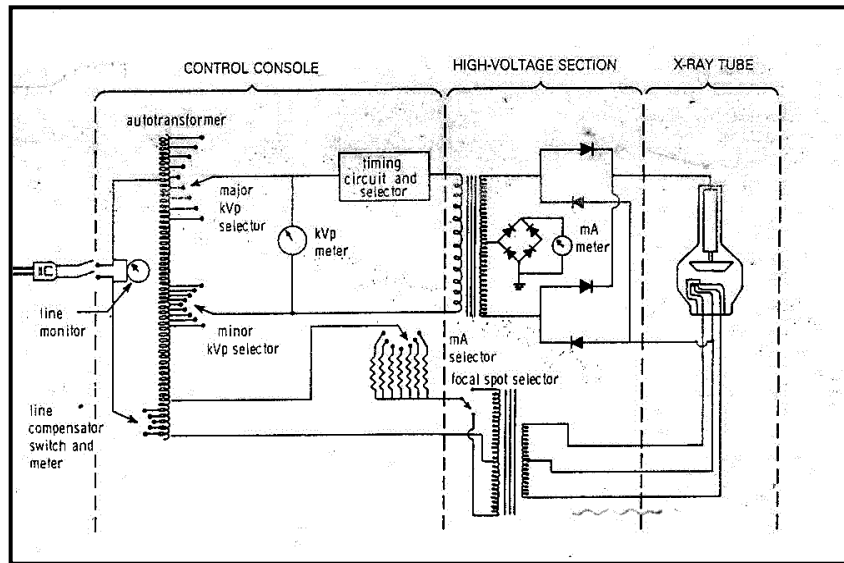 CONTROL CONSOLE
HIGH-VOLTAGE SECTION
X-RAY TUBE
autotransformer
major
kVp
selector
timing
circuit and
selector
kVp
meter
mA
meter
line
monitor
minor
kVp selector
mA
selector
focal spot selector
line
compensator
switch and
meter